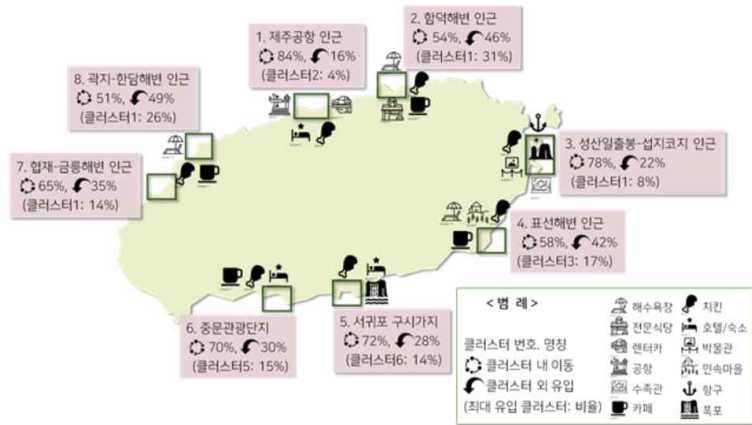 1. 제주공항 인근
84%, 16%
(클러스터2: 4%)
2. 함덕해변 인근
54%, 46%
(클러스터1: 31%)
8. 곽지-한담해변 인근
51%, 49%
(클러스터1: 26%)
7. 협재-금릉해변 인근
65%, 35%
(클러스터1: 14%)
3. 성산일출봉-섭지코지 인근
78%, 22%
(클러스터1: 8%)
4. 표선해변 인근
58%, 42%
(클러스터3: 17%)
6. 중문관광단지
70%, 30%
(클러스터5: 15%)
5. 서귀포 구시가지
72%, 28%
(클러스터6: 14%)
<범 례>
클러스터 번호. 명칭
클러스터 내 이동
클러스터 외 유입
(최대 유입 클러스터: 비율)
해수욕장
전문식당
렌터카
공항
수족관
카페
치킨
호텔/숙소
박물관
민속마을
항구
폭포